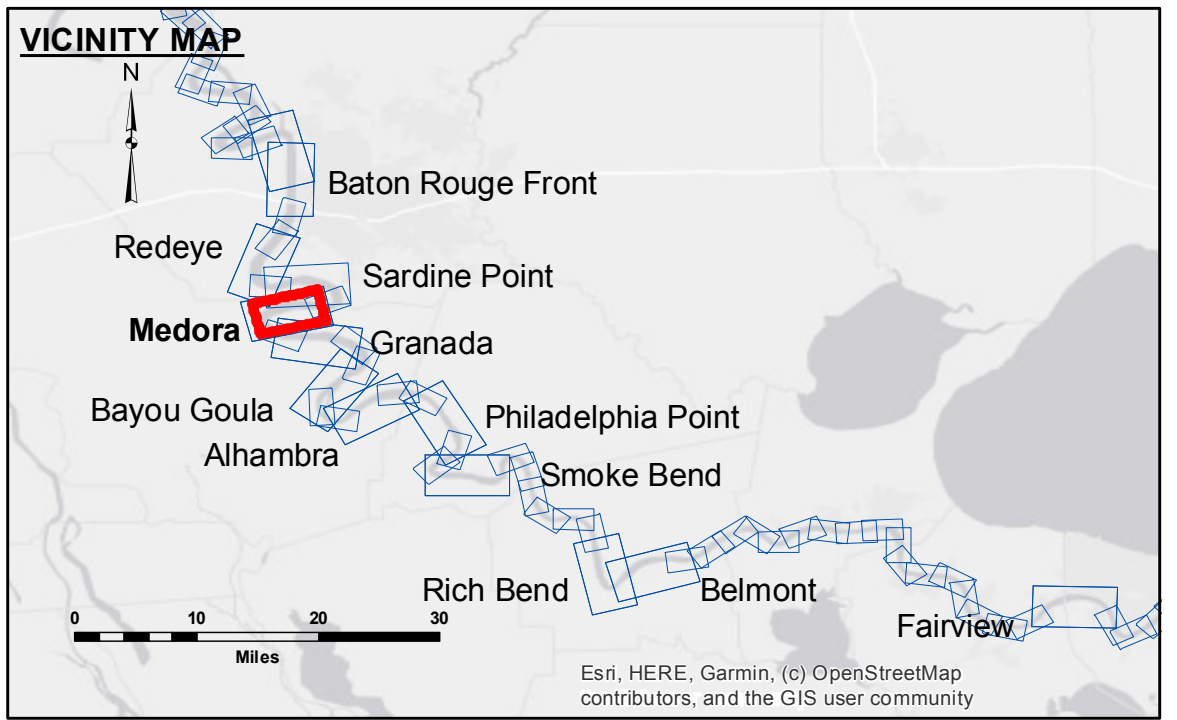 VICINITY MAP
N
Baton Rouge Front
Redeye
Sardine Point
Medora
Granada
Bayou Goula
Philadelphia Point
Alhambra
Smoke Bend
Rich Bend
Belmont
Fairview
0 10 20 30
Miles
Esri, HERE, Garmin, (c) OpenStreetMap
contributors, and the GIS user community